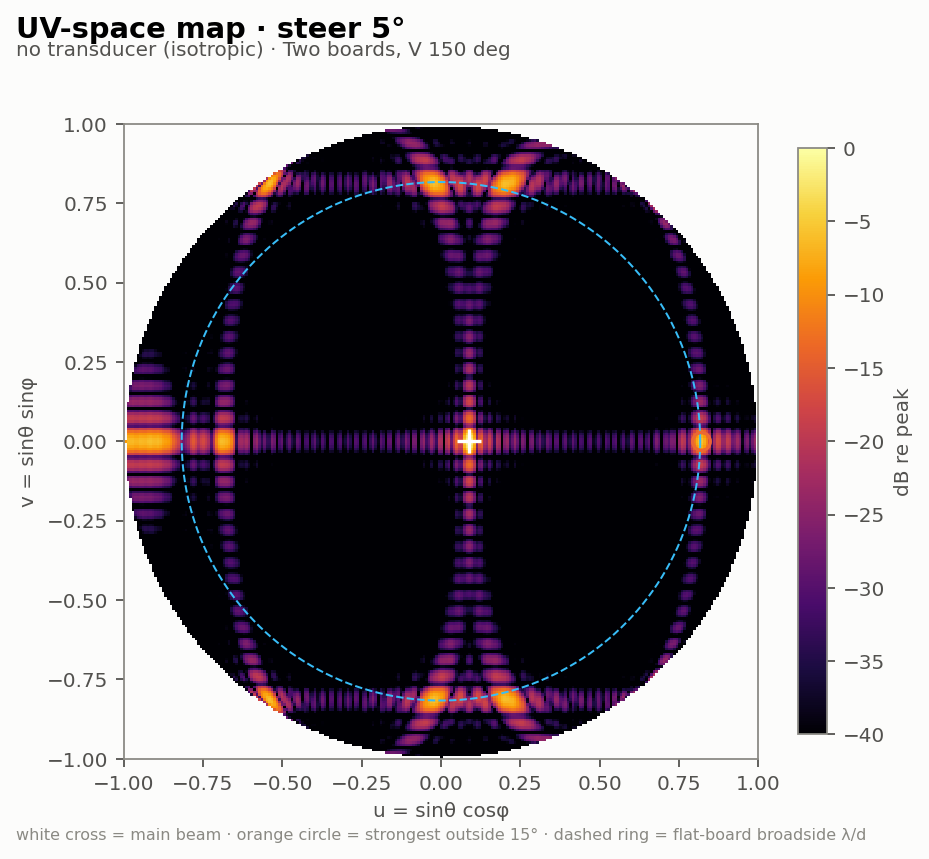 UV-space map · steer 5°
no transducer (isotropic) · Two boards, V 150 deg
1.00
0.75
0.50
0.25
0.00
−0.25
−0.50
−0.75
−1.00
v = sinθ sinφ
−1.00 −0.75 −0.50 −0.25 0.00 0.25 0.50 0.75 1.00
u = sinθ cosφ
0
−5
−10
−15
−20
−25
−30
−35
−40
dB re peak
white cross = main beam · orange circle = strongest outside 15° · dashed ring = flat-board broadside λ/d